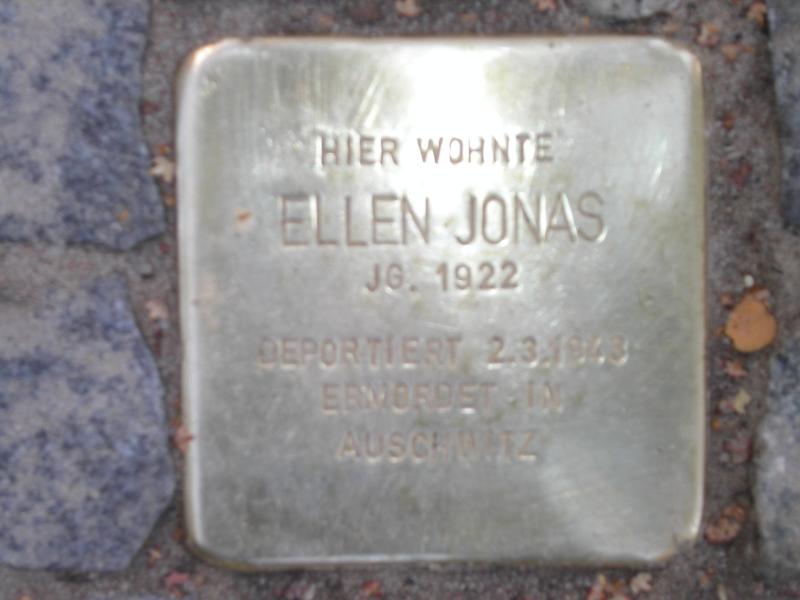 HIER WOHNTE
ELLEN JONAS
JG. 1922
DEPORTIERT 2.3.1943
ERMORDET IN
AUSCHWITZ